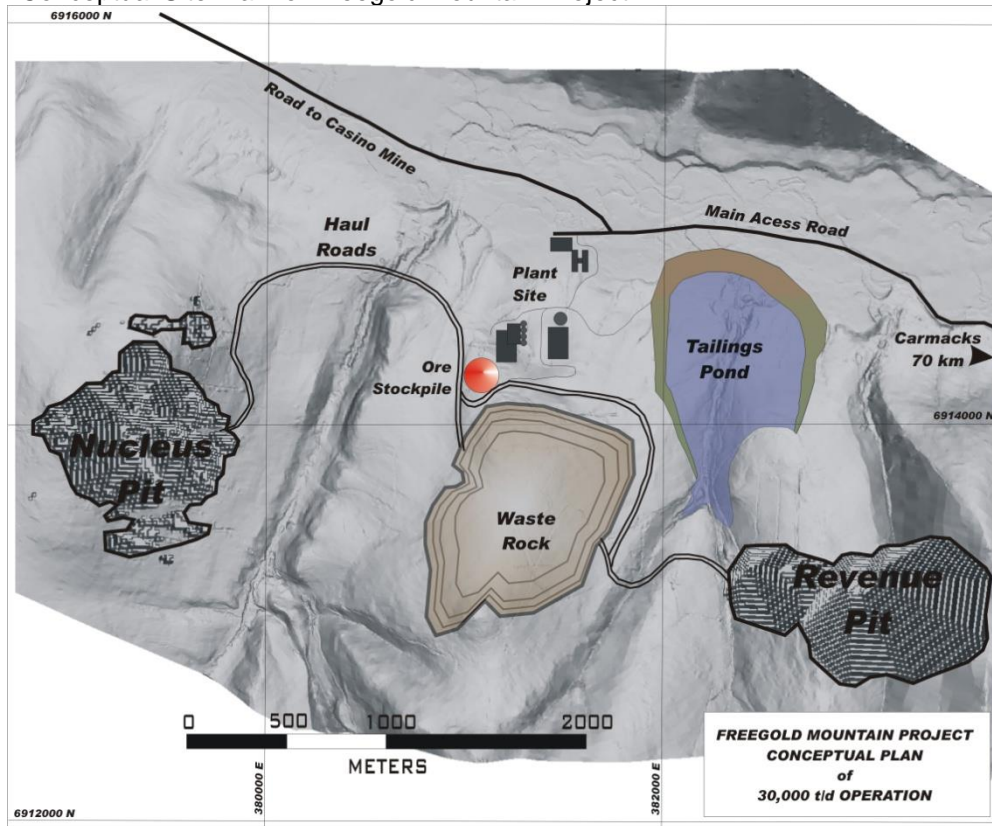 6916000 N
Road to Casino Mine
Main Acess Road
Haul
Roads
Plant
Site
Carmacks
70 km
Ore
Stockpile
Tailings
Pond
6914000 N
Nucleus
Pit
Waste
Rock
Revenue
Pit
0 500 1000 2000
METERS
380000 E
382000 E
FREEGOLD MOUNTAIN PROJECT
CONCEPTUAL PLAN
of
30,000 t/d OPERATION
6912000 N